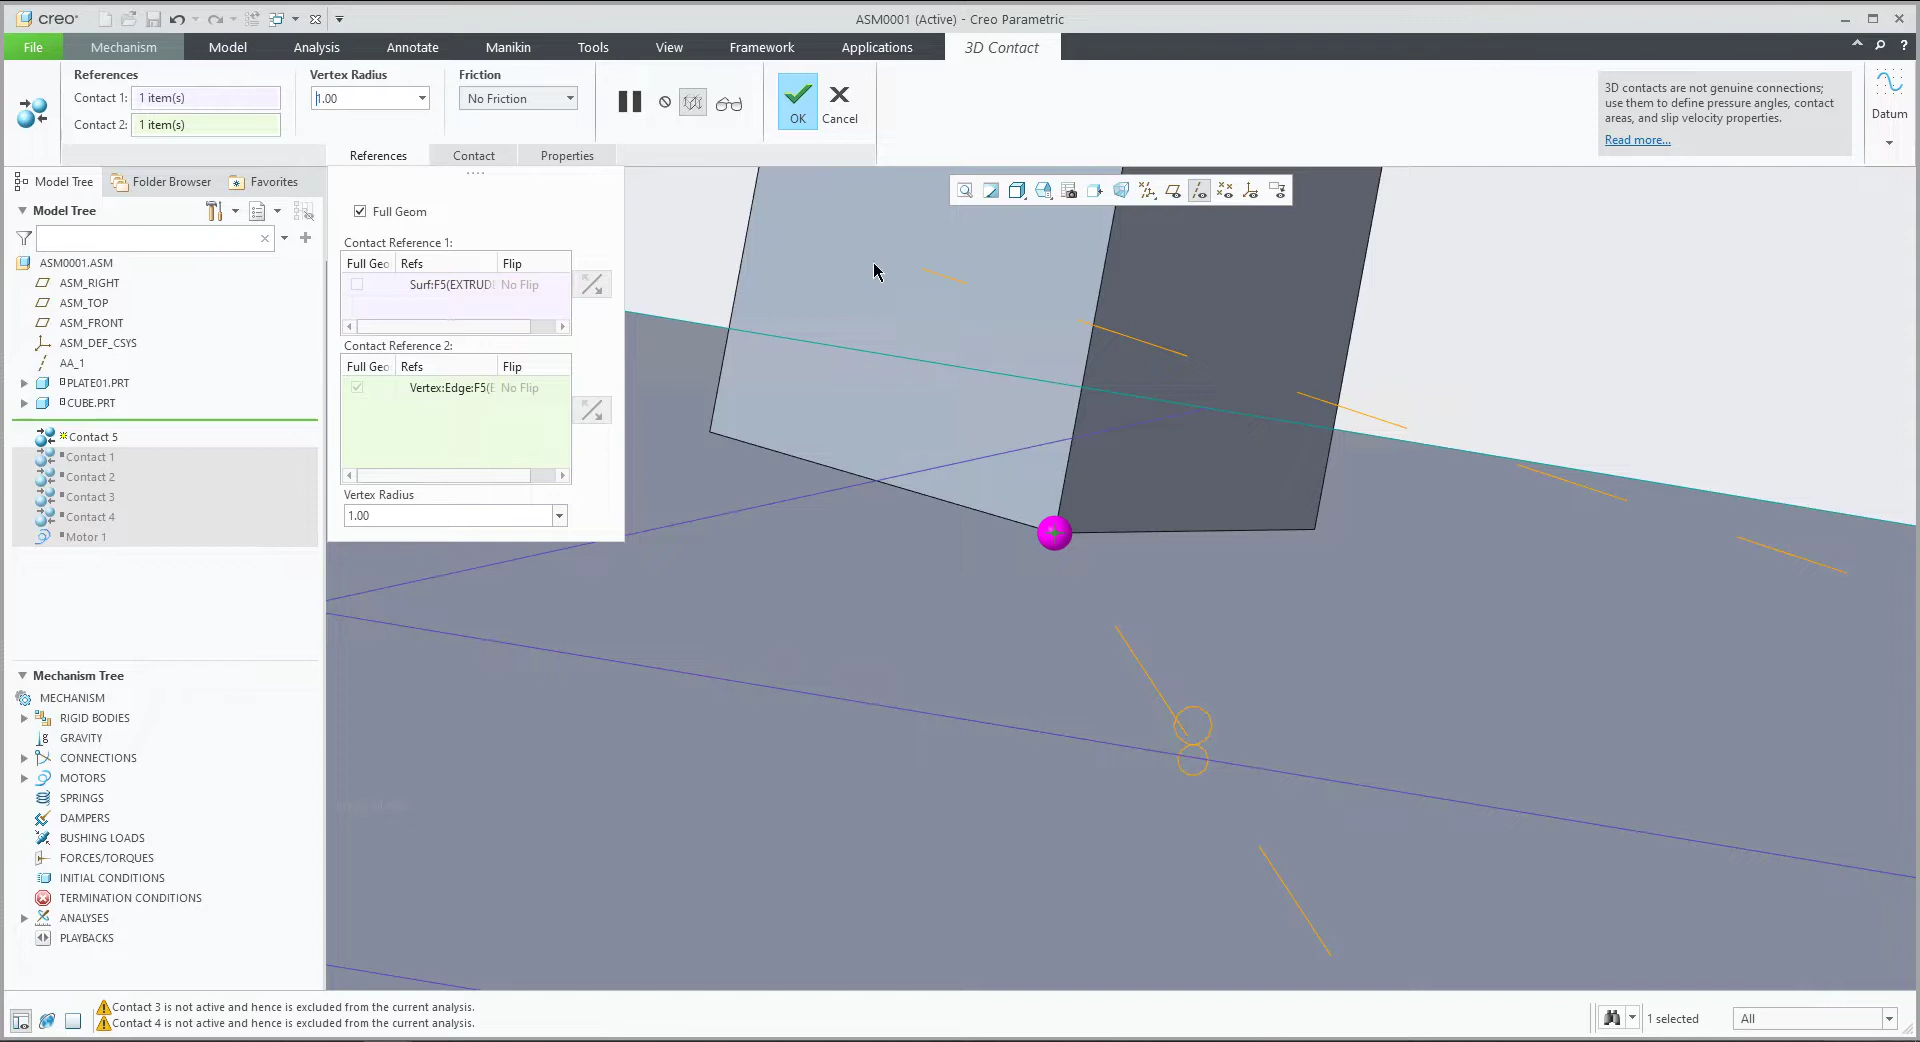 creo
ASM0001 (Active) - Creo Parametric
File
Mechanism
Model
Analysis
Annotate
Manikin
Tools
View
Framework
Applications
3D Contact
References
Contact 1:
1 item(s)
Contact 2:
1 item(s)
Vertex Radius
1.00
Friction
No Friction
OK
Cancel
3D contacts are not genuine connections;
use them to define pressure angles, contact
areas, and slip velocity properties.
Read more...
Datum
References
Contact
Properties
Model Tree
Folder Browser
Favorites
Model Tree
ASM0001.ASM
ASM_RIGHT
ASM_TOP
ASM_FRONT
ASM_DEF_CSYS
AA_1
PLATE01.PRT
CUBE.PRT
Contact 5
Contact 1
Contact 2
Contact 3
Contact 4
Motor 1
Full Geom
Contact Reference 1:
Full Geo
Refs
Flip
Surf:F5(EXTRUD
No Flip
Contact Reference 2:
Full Geo
Refs
Flip
Vertex:Edge:F5(E
No Flip
Vertex Radius
1.00
Mechanism Tree
MECHANISM
RIGID BODIES
GRAVITY
CONNECTIONS
MOTORS
SPRINGS
DAMPERS
BUSHING LOADS
FORCES/TORQUES
INITIAL CONDITIONS
TERMINATION CONDITIONS
ANALYSES
PLAYBACKS
Contact 3 is not active and hence is excluded from the current analysis.
Contact 4 is not active and hence is excluded from the current analysis.
1 selected
All